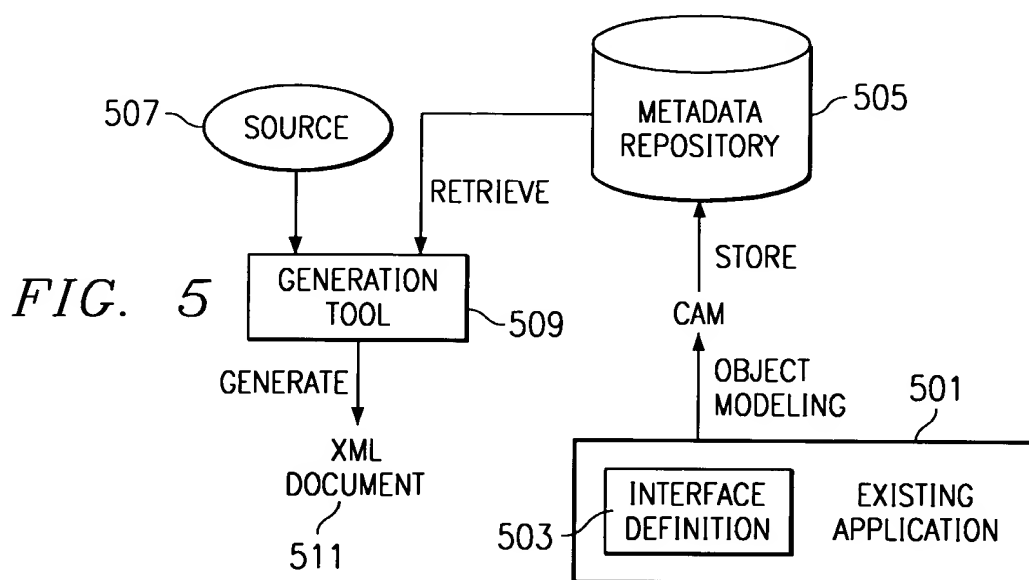 507
SOURCE
METADATA
REPOSITORY
505
RETRIEVE
FIG. 5
GENERATION
TOOL
509
STORE
CAM
GENERATE
OBJECT
MODELING
501
XML
DOCUMENT
511
503
INTERFACE
DEFINITION
EXISTING
APPLICATION